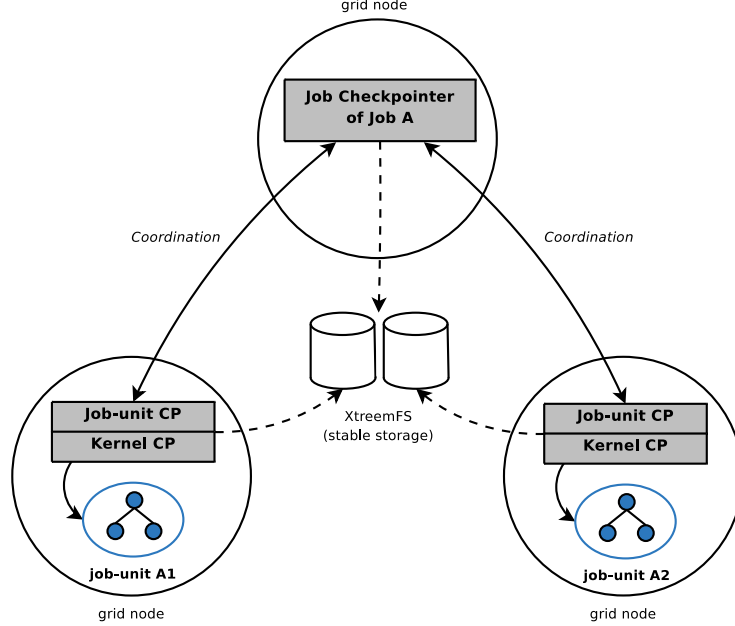 grid node
Job Checkpointer
of Job A
Coordination
Coordination
XtreemFS
(stable storage)
Job-unit CP
Kernel CP
job-unit A1
grid node
Job-unit CP
Kernel CP
job-unit A2
grid node